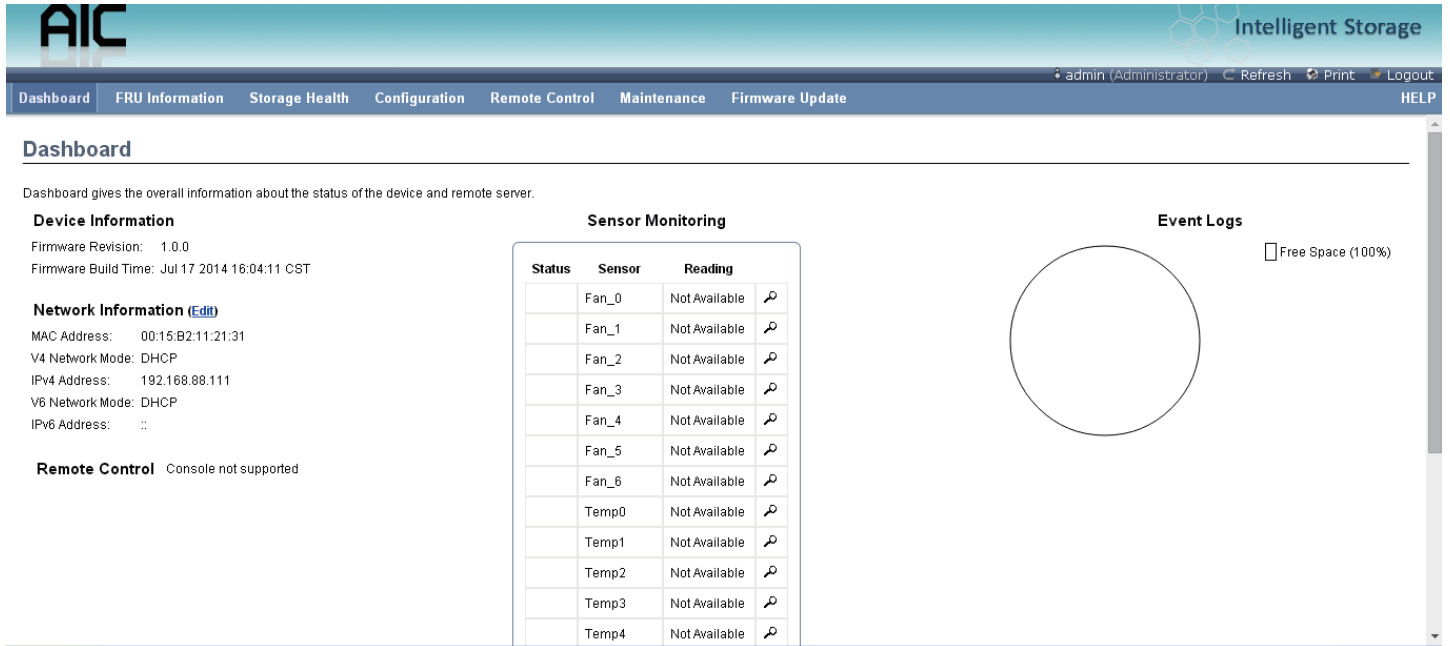 AIC
Intelligent Storage
admin (Administrator) Refresh Print Logout
Dashboard FRU Information Storage Health Configuration Remote Control Maintenance Firmware Update HELP
Dashboard
Dashboard gives the overall information about the status of the device and remote server.
Device Information
Firmware Revision: 1.0.0
Firmware Build Time: Jul 17 2014 16:04:11 CST
Network Information (Edit)
MAC Address: 00:15:B2:11:21:31
V4 Network Mode: DHCP
IPv4 Address: 192.168.88.111
V6 Network Mode: DHCP
IPv6 Address: ::
Remote Control Console not supported
Sensor Monitoring
Status Sensor Reading
Fan_0 Not Available
Fan_1 Not Available
Fan_2 Not Available
Fan_3 Not Available
Fan_4 Not Available
Fan_5 Not Available
Fan_6 Not Available
Temp0 Not Available
Temp1 Not Available
Temp2 Not Available
Temp3 Not Available
Temp4 Not Available
Event Logs
Free Space (100%)